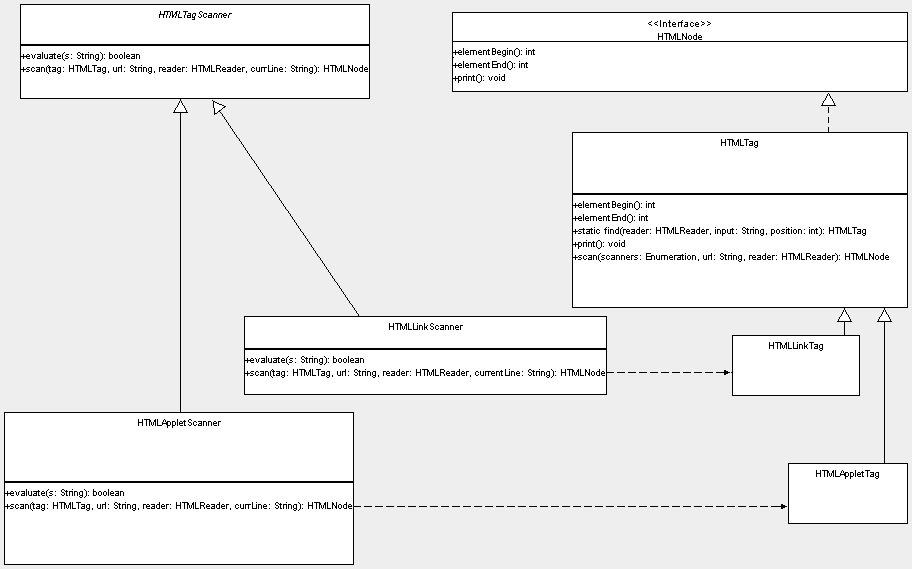 HTMLTagScanner
+evaluate(s: String): boolean
+scan(tag: HTMLTag, url: String, reader: HTMLReader, currLine: String): HTMLNode
<<Interface>>
HTMLNode
+elementBegin(): int
+elementEnd(): int
+print(): void
HTMLTag
+elementBegin(): int
+elementEnd(): int
+static find(reader: HTMLReader, input: String, position: int): HTMLTag
+print(): void
+scan(scanners: Enumeration, url: String, reader: HTMLReader): HTMLNode
HTMLLinkScanner
+evaluate(s: String): boolean
+scan(tag: HTMLTag, url: String, reader: HTMLReader, currentLine: String): HTMLNode
HTMLLinkTag
HTMLAppletScanner
+evaluate(s: String): boolean
+scan(tag: HTMLTag, url: String, reader: HTMLReader, currLine: String): HTMLNode
HTMLAppletTag